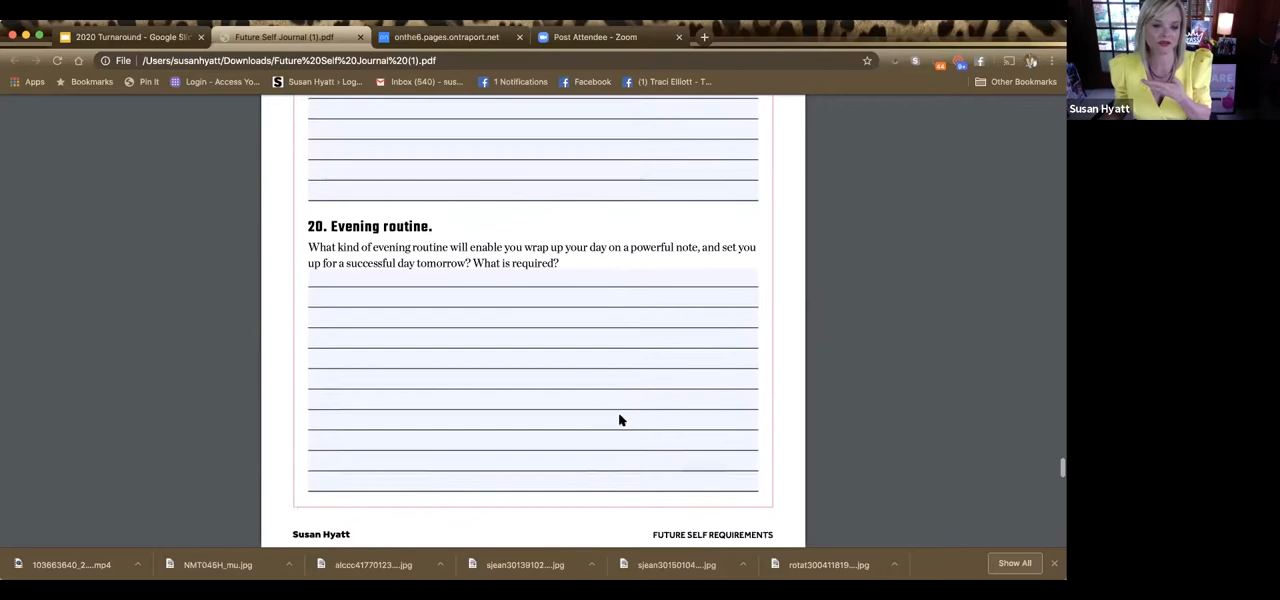 2020 Turnaround - Google Slid
Future Self Journal (1).pdf
onthe6.pages.ontraport.net
Post Attendee - Zoom
File
/Users/susanhyatt/Downloads/Future%20Self%20Journal%20(1).pdf
44
9+
Apps
Bookmarks
Pin It
Login - Access Yo...
Susan Hyatt › Log...
Inbox (540) - sus...
1 Notifications
Facebook
(1) Traci Elliott - T...
Other Bookmarks
Susan Hyatt
20. Evening routine.
What kind of evening routine will enable you wrap up your day on a powerful note, and set you
up for a successful day tomorrow? What is required?
Susan Hyatt
FUTURE SELF REQUIREMENTS
103663640_2....mp4
NMT045H_mu.jpg
alccc41770123....jpg
sjean30139102....jpg
sjean30150104....jpg
rotat300411819....jpg
Show All